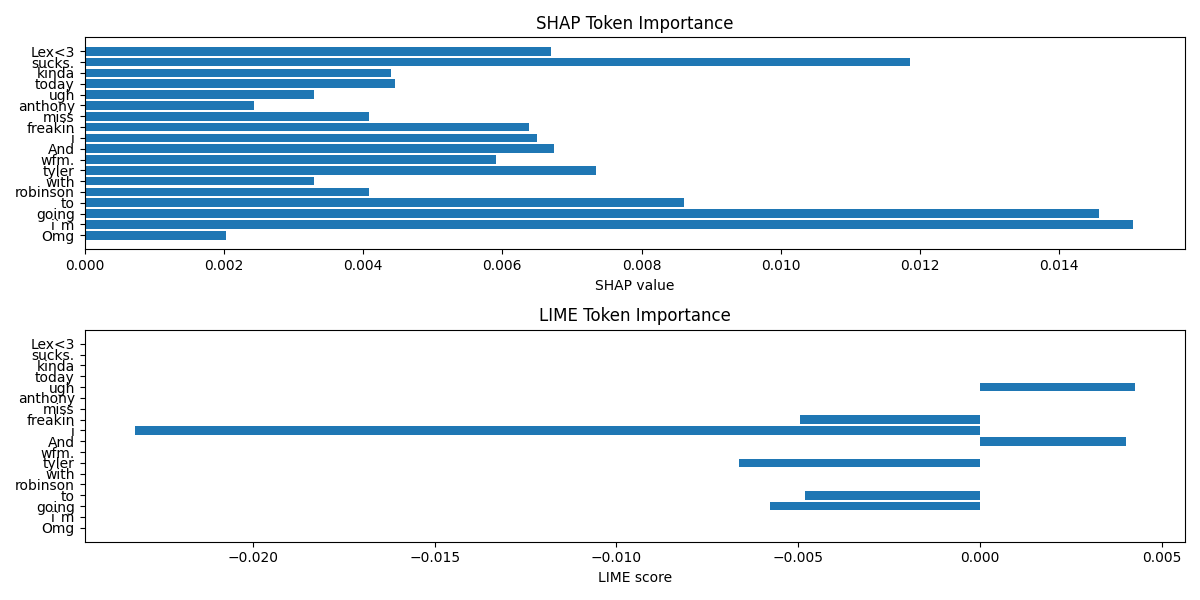 SHAP Token Importance
Lex<3
sucks.
kinda
today
ugh
anthony
miss
freakin
i
And
wfm.
tyler
with
robinson
to
going
i`m
Omg
0.000 0.002 0.004 0.006 0.008 0.010 0.012 0.014
SHAP value
LIME Token Importance
Lex<3
sucks.
kinda
today
ugh
anthony
miss
freakin
i
And
wfm.
tyler
with
robinson
to
going
i`m
Omg
−0.020 −0.015 −0.010 −0.005 0.000 0.005
LIME score